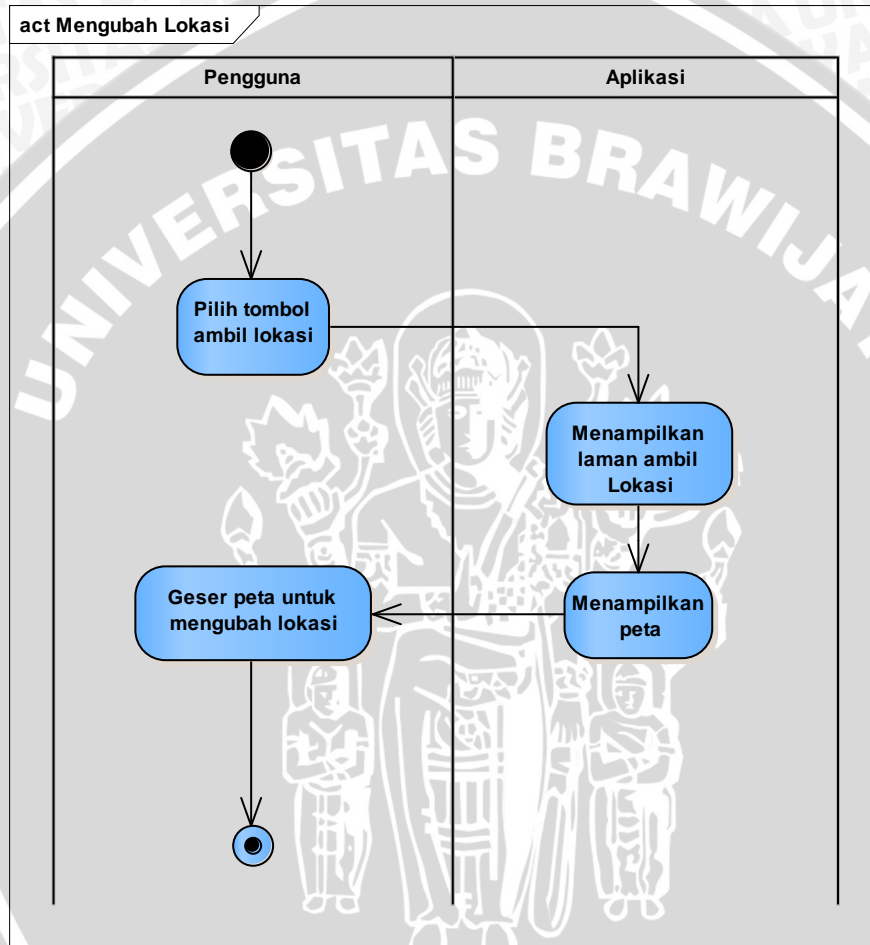 act Mengubah Lokasi
Pengguna
Aplikasi
UNIVERSITAS BRAWIJA
Pilih tombol
ambil lokasi
Menampilkan
laman ambil
Lokasi
Menampilkan
peta
Geser peta untuk
mengubah lokasi